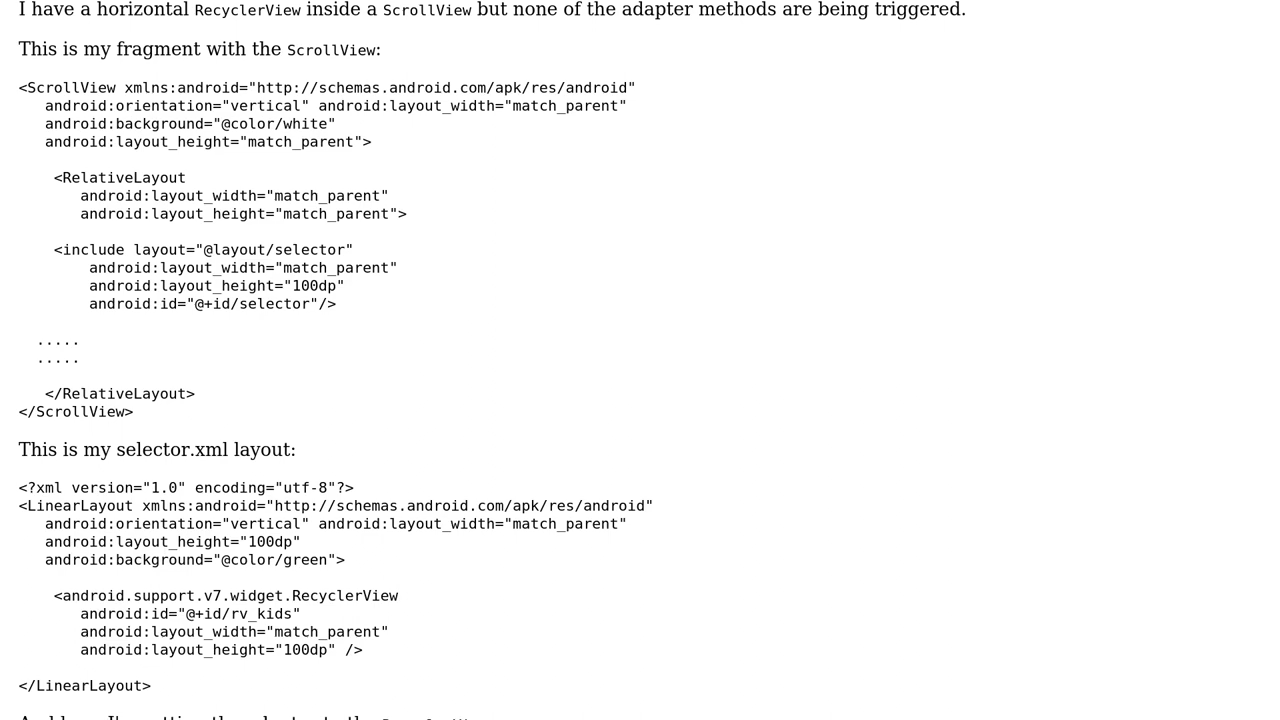 I have a horizontal RecyclerView inside a ScrollView but none of the adapter methods are being triggered.
This is my fragment with the ScrollView:
<ScrollView xmlns:android="http://schemas.android.com/apk/res/android"
android:orientation="vertical" android:layout_width="match_parent"
android:background="@color/white"
android:layout_height="match_parent">
<RelativeLayout
android:layout_width="match_parent"
android:layout_height="match_parent">
<include layout="@layout/selector"
android:layout_width="match_parent"
android:layout_height="100dp"
android:id="@+id/selector"/>
.....
.....
</RelativeLayout>
</ScrollView>
This is my selector.xml layout:
<?xml version="1.0" encoding="utf-8"?>
<LinearLayout xmlns:android="http://schemas.android.com/apk/res/android"
android:orientation="vertical" android:layout_width="match_parent"
android:layout_height="100dp"
android:background="@color/green">
<android.support.v7.widget.RecyclerView
android:id="@+id/rv_kids"
android:layout_width="match_parent"
android:layout_height="100dp" />
</LinearLayout>